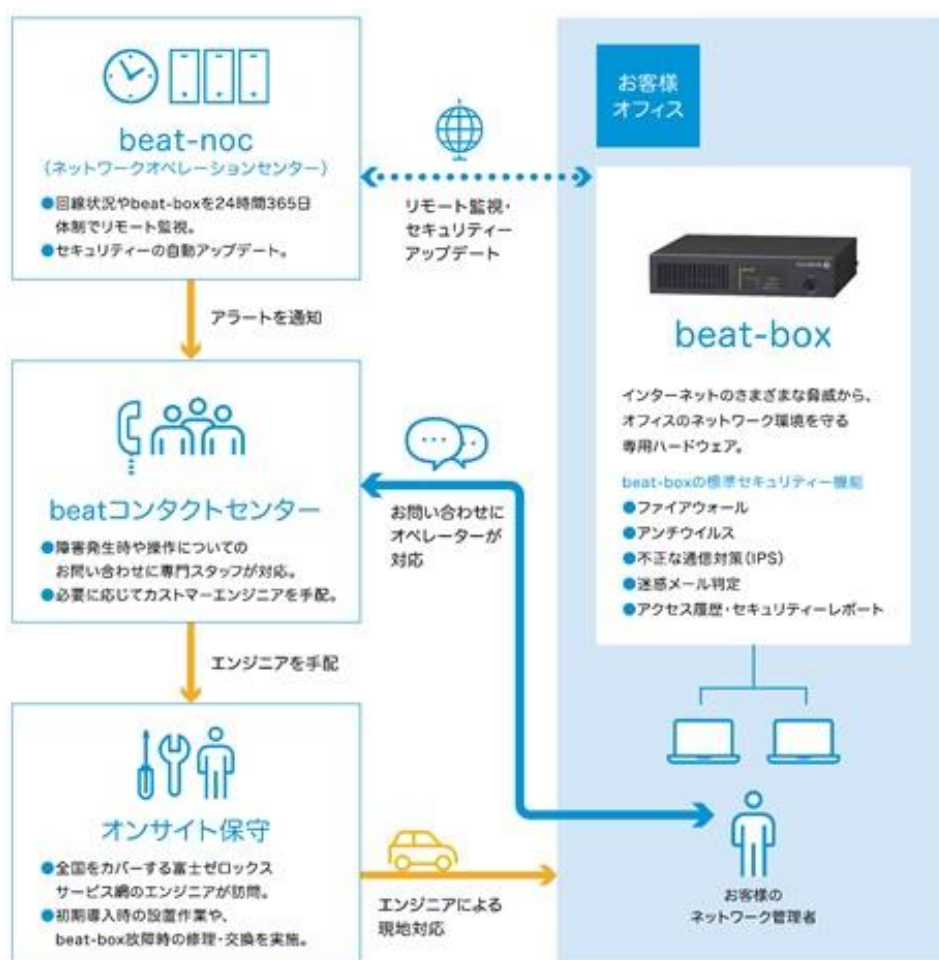 beat-noc
(ネットワークオペレーションセンター)
●回線状況やbeat-boxを24時間365日
体制でリモート監視。
●セキュリティーの自動アップデート。
リモート監視・
セキュリティー
アップデート
アラートを通知
beatコンタクトセンター
●障害発生時や操作についての
お問い合わせに専門スタッフが対応。
●必要に応じてカストマーエンジニアを手配。
お問い合わせに
オペレーターが
対応
エンジニアを手配
オンサイト保守
●全国をカバーする富士ゼロックス
サービス網のエンジニアが訪問。
●初期導入時の設置作業や、
beat-box故障時の修理・交換を実施。
エンジニアによる
現地対応
お客様
オフィス
beat-box
インターネットのさまざまな脅威から、
オフィスのネットワーク環境を守る
専用ハードウェア。
beat-boxの標準セキュリティー機能
●ファイアウォール
●アンチウイルス
●不正な通信対策(IPS)
●迷惑メール判定
●アクセス履歴・セキュリティーレポート
お客様の
ネットワーク管理者